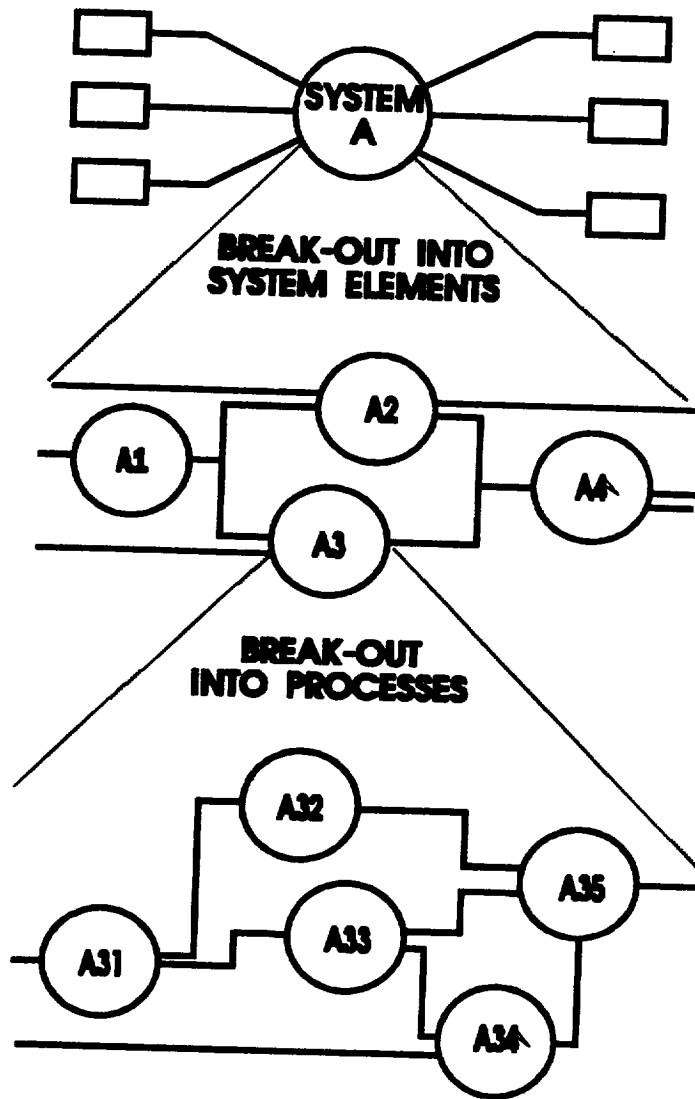 SYSTEM
A
BREAK-OUT INTO
SYSTEM ELEMENTS
A2
A1
A4
A3
BREAK-OUT
INTO PROCESSES
A32
A35
A33
A31
A34